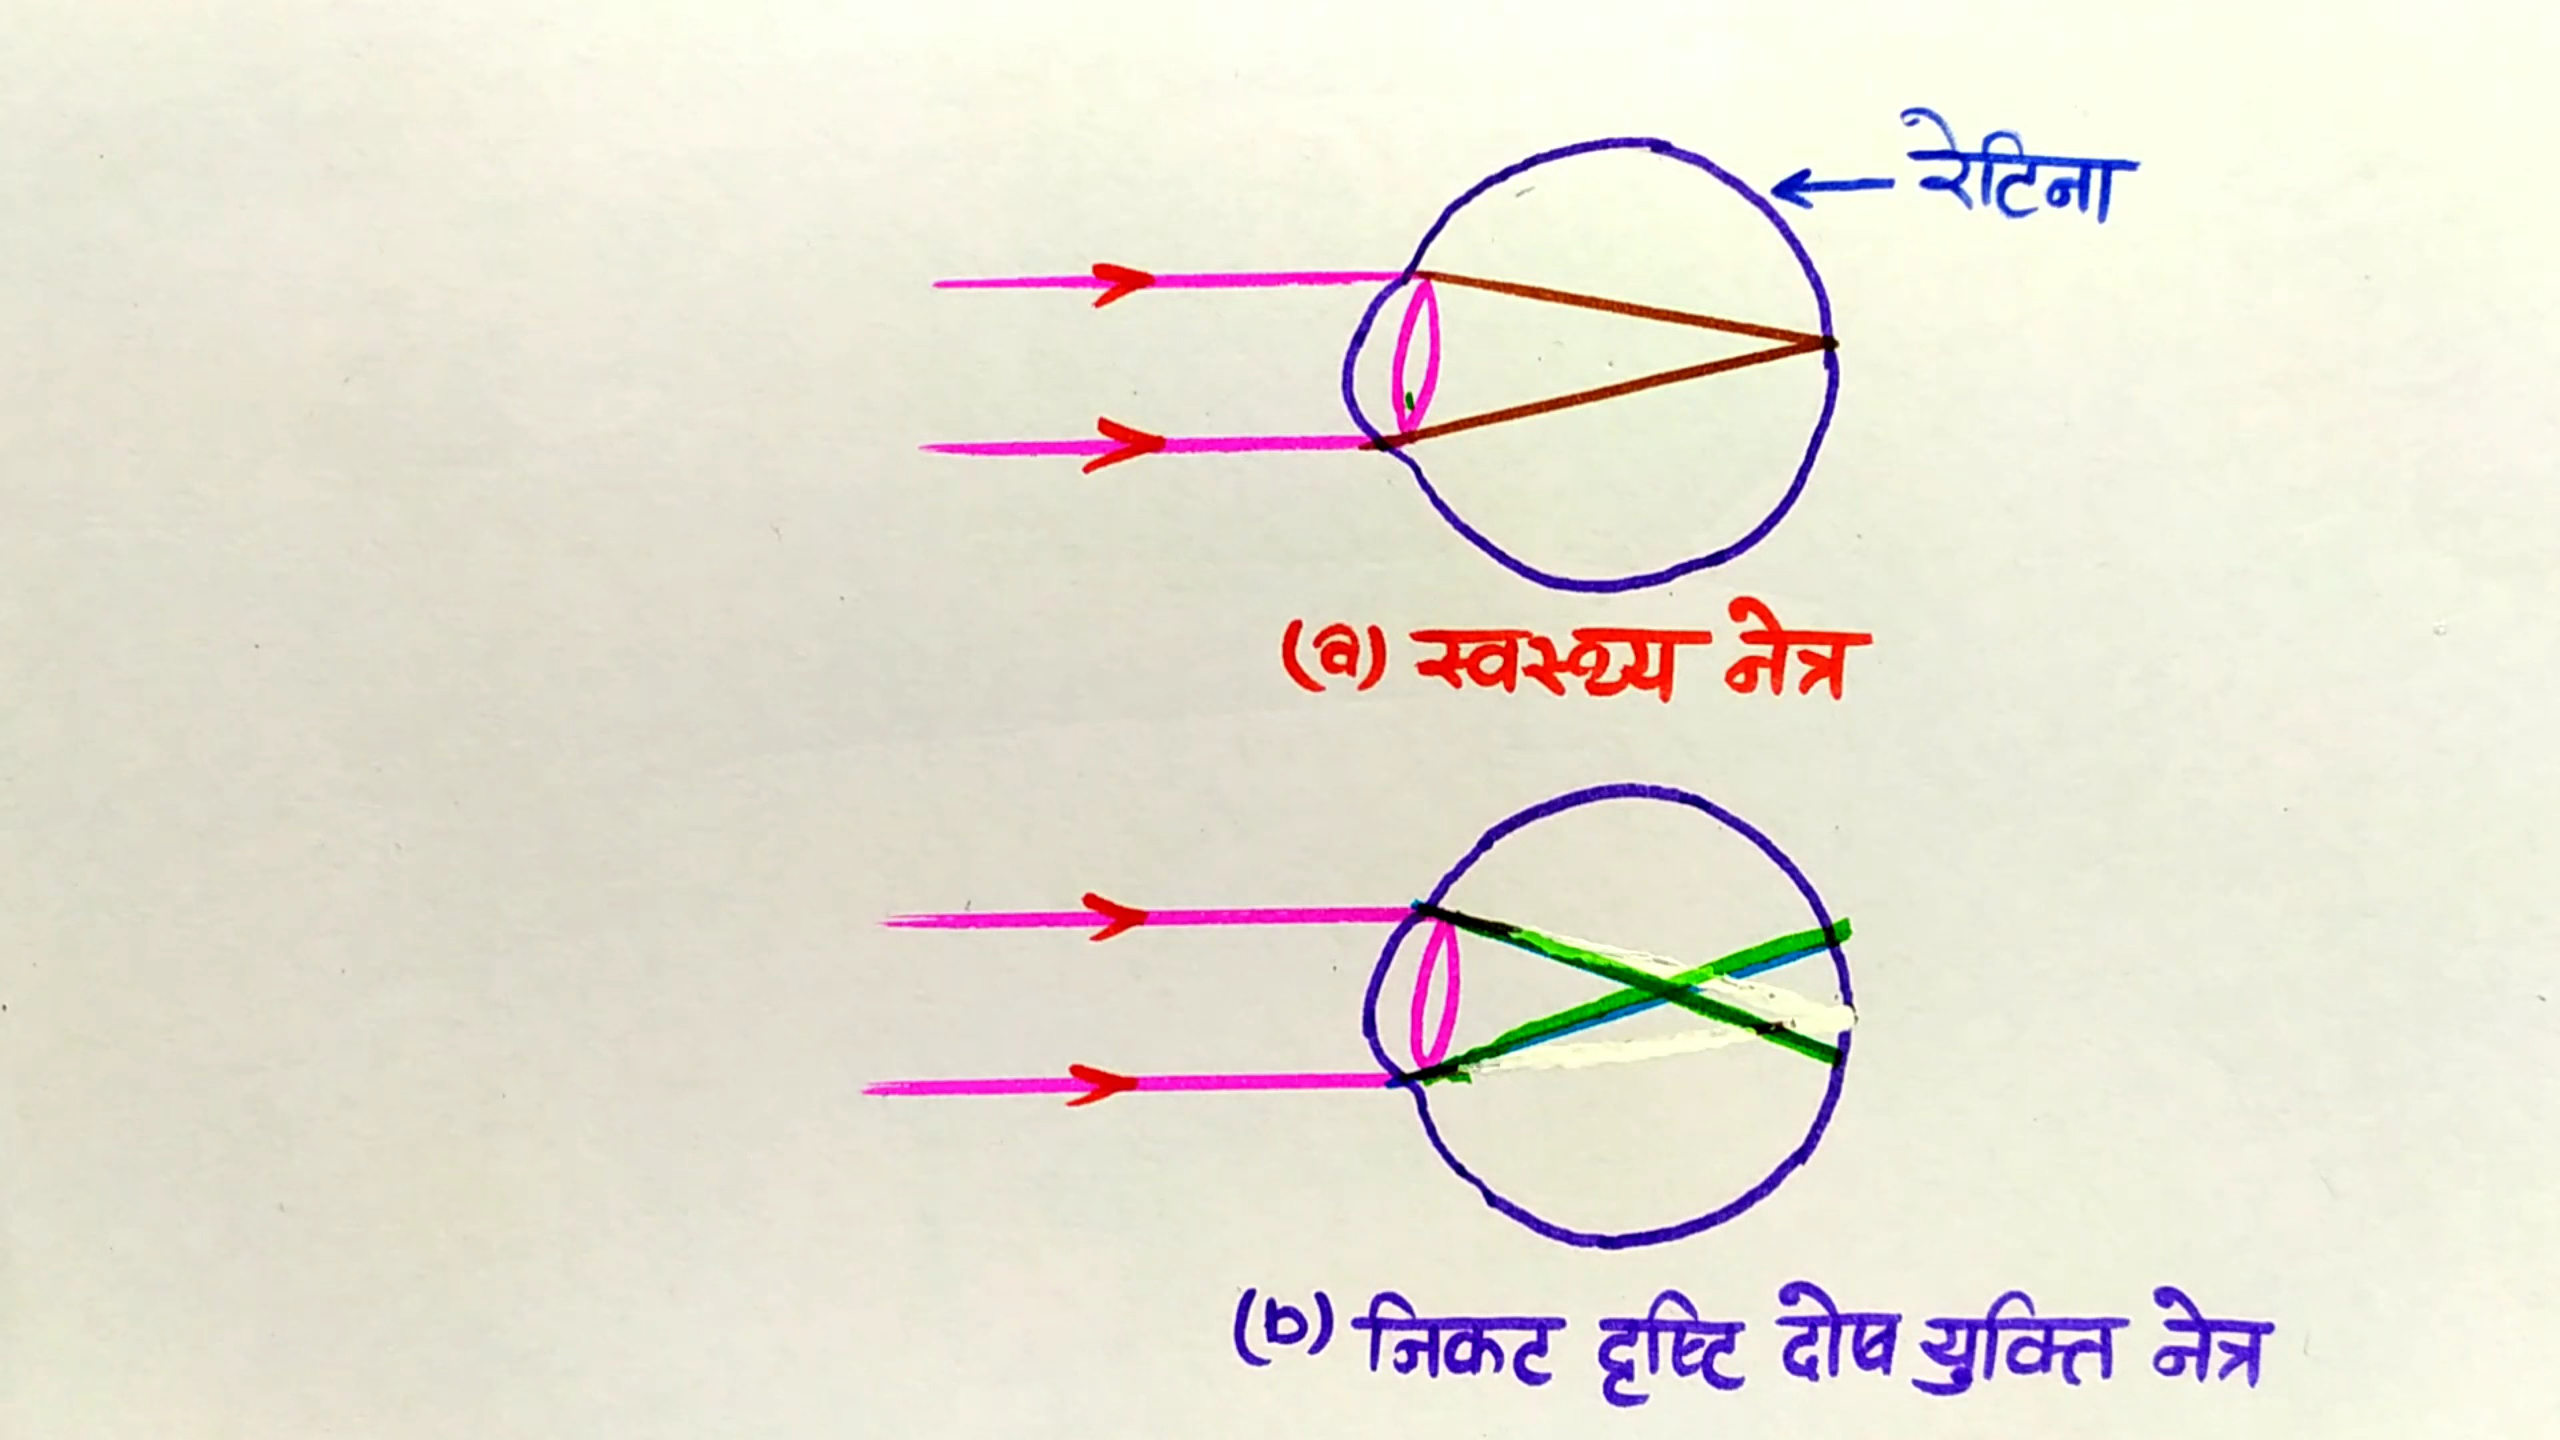 रेटिना
(a) स्वस्थ्य नेत्र
(b) निकट दृष्टि दोष युक्ति नेत्र